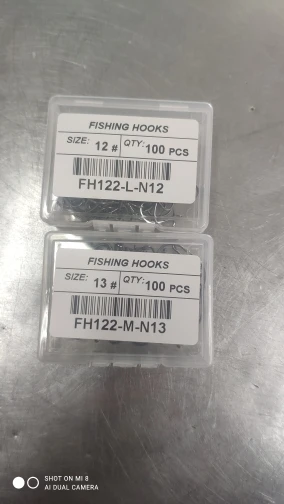 FISHING HOOKS
SIZE: 12 # QTY: 100 PCS
FH122-L-N12
FISHING HOOKS
SIZE: 13 # QTY: 100 PCS
FH122-M-N13
SHOT ON MI 8
AI DUAL CAMERA